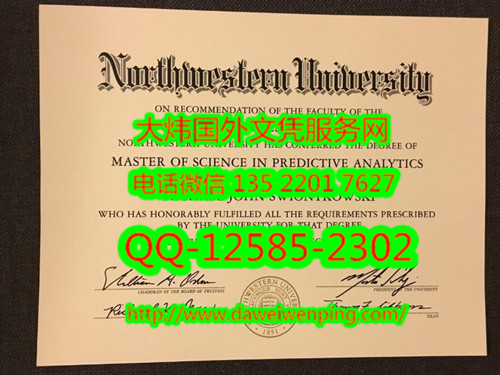 Northwestern University
ON RECOMMENDATION OF THE FACULTY OF THE
大炜国外文凭服务网
NORTHWESTERN UNIVERSITY HAS CONFERRED THE DEGREE OF
MASTER OF SCIENCE IN PREDICTIVE ANALYTICS
电话微信 135 2201 7627
JOHN SWIONTKOWSKI
WHO HAS HONORABLY FULFILLED ALL THE REQUIREMENTS PRESCRIBED
BY THE UNIVERSITY FOR THAT DEGREE
QQ-12585-2302
CHAIRMAN OF THE BOARD OF TRUSTEES
PRESIDENT OF THE UNIVERSITY
http://www.daweiwenping.com/
1851
DEAN